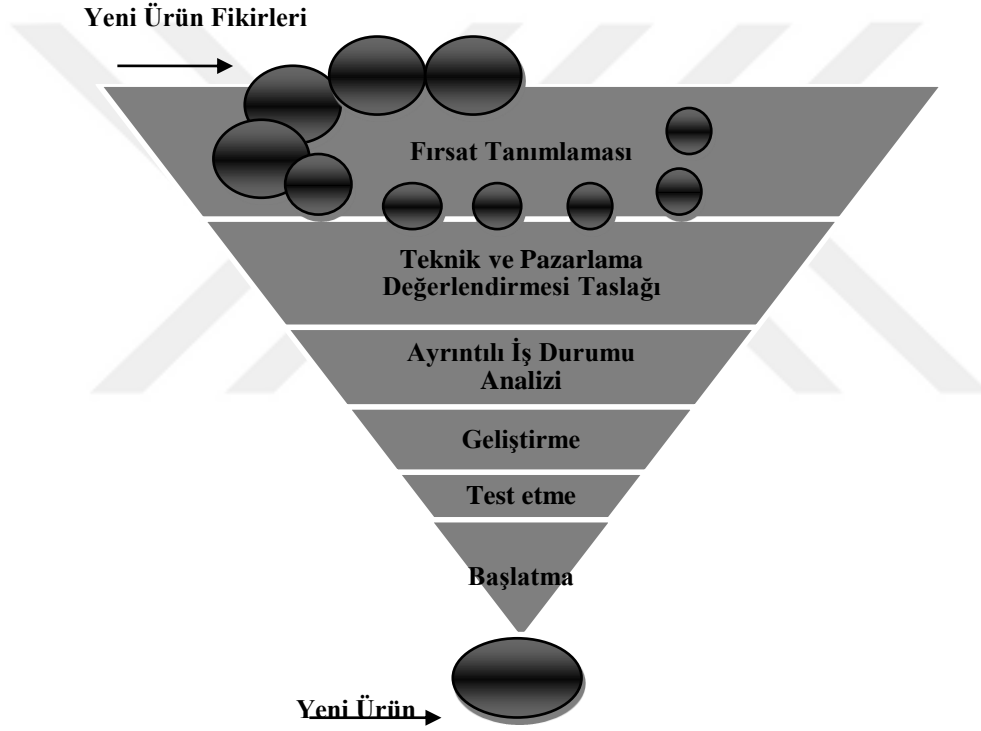 Yeni Ürün Fikirleri
Fırsat Tanımlaması
Teknik ve Pazarlama
Değerlendirmesi Taslağı
Ayrıntılı İş Durumu
Analizi
Geliştirme
Test etme
Başlatma
Yeni Ürün